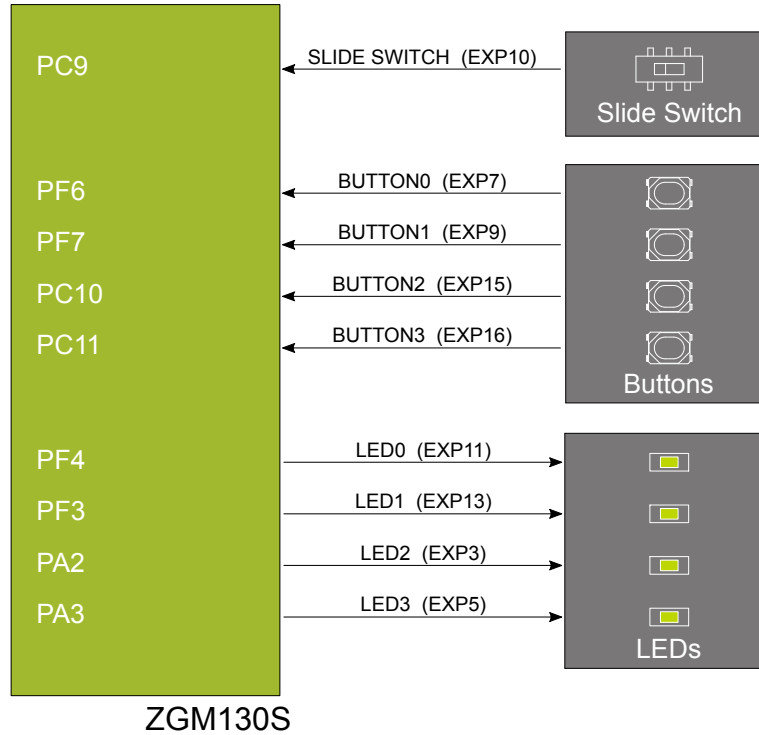 PC9
SLIDE SWITCH (EXP10)
Slide Switch
PF6
BUTTON0 (EXP7)
PF7
BUTTON1 (EXP9)
PC10
BUTTON2 (EXP15)
PC11
BUTTON3 (EXP16)
Buttons
PF4
LED0 (EXP11)
PF3
LED1 (EXP13)
PA2
LED2 (EXP3)
PA3
LED3 (EXP5)
LEDs
ZGM130S